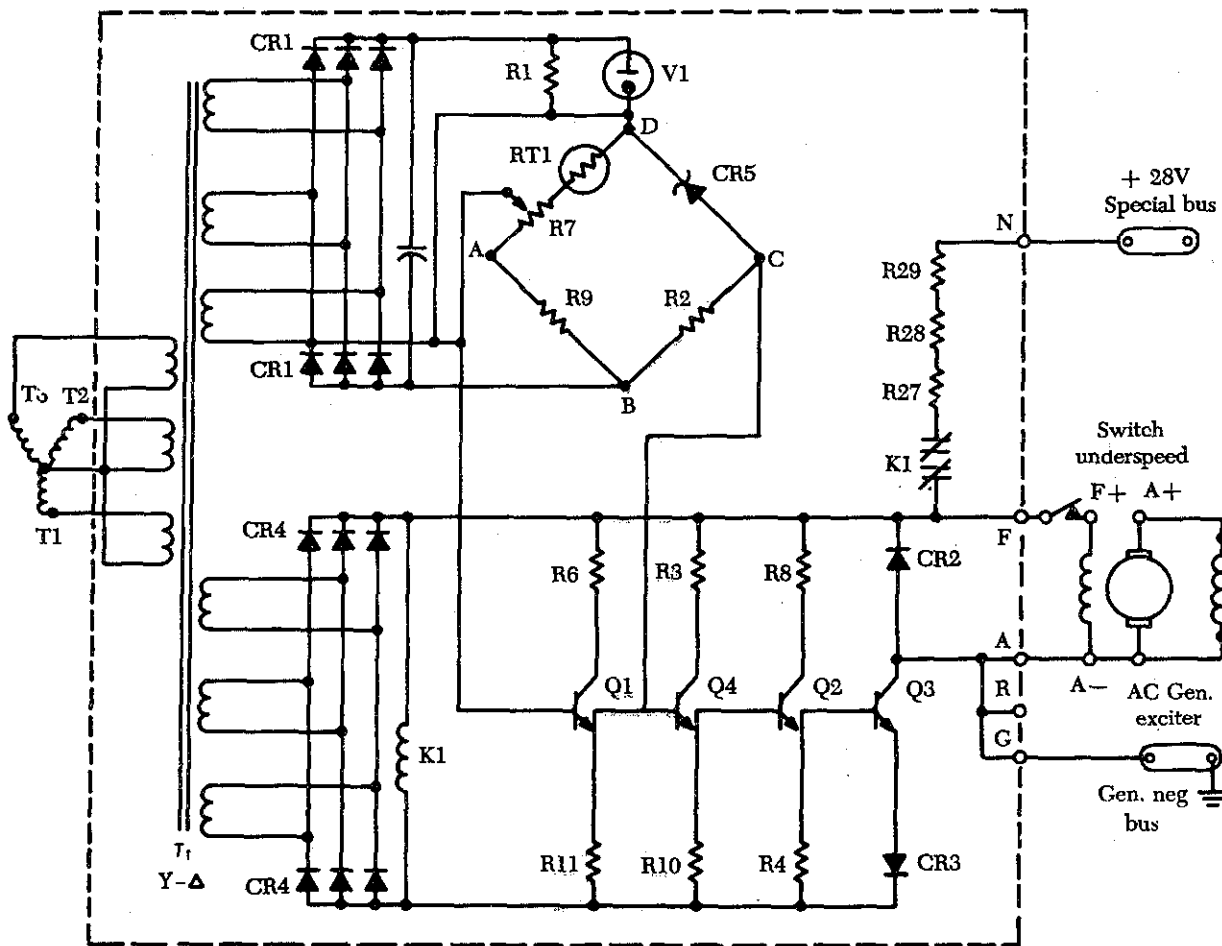 CR1
R1
V1
D
RT1
CR5
+ 28V
Special bus
N
R7
A
C
R29
R9
R2
R28
CR1
R27
T2
B
K1
Switch
underspeed
F+ A+
T1
CR4
F
R6
R3
R8
CR2
A
Q1
Q4
Q2
Q3
R
A−
AC Gen.
exciter
K1
G
Gen. neg
bus
R11
R10
R4
CR3
Y-Δ
CR4